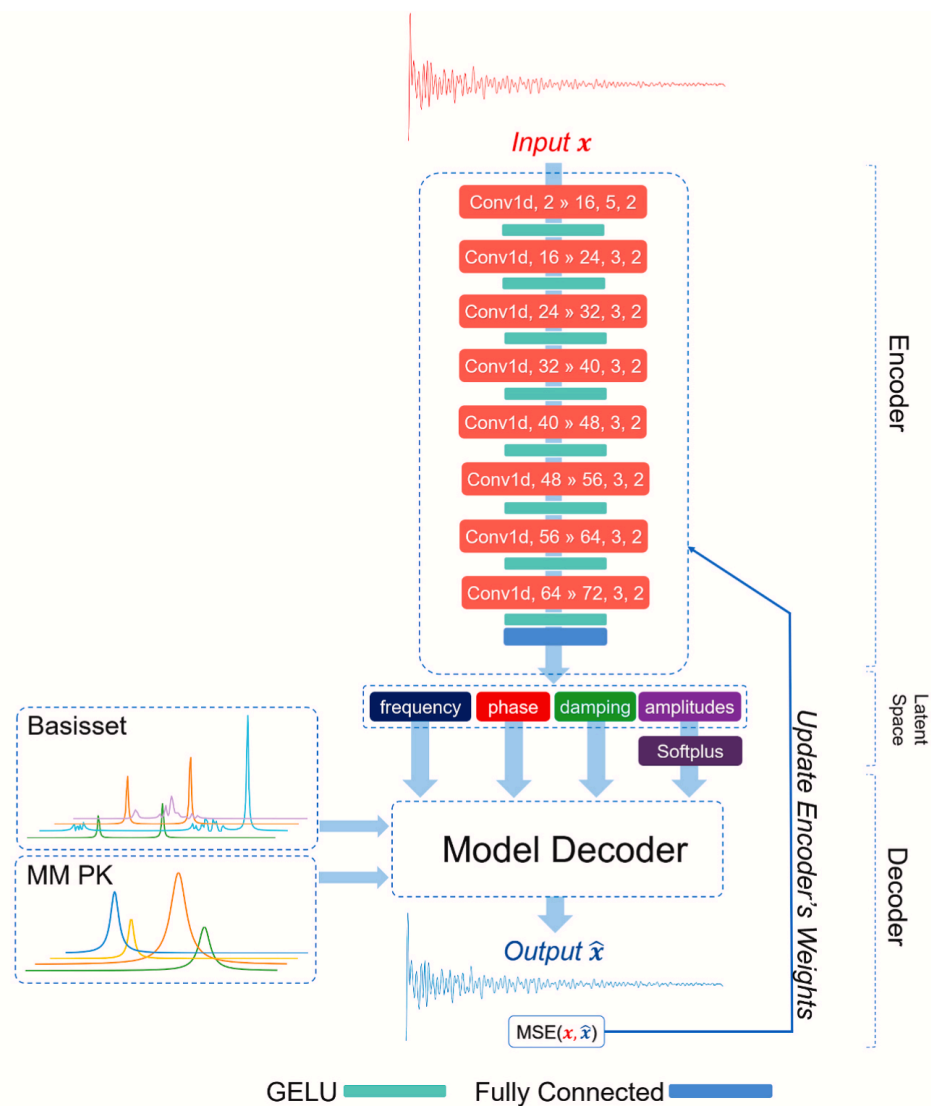 Input x
Conv1d, 2 » 16, 5, 2
Conv1d, 16 » 24, 3, 2
Conv1d, 24 » 32, 3, 2
Conv1d, 32 » 40, 3, 2
Conv1d, 40 » 48, 3, 2
Conv1d, 48 » 56, 3, 2
Conv1d, 56 » 64, 3, 2
Conv1d, 64 » 72, 3, 2
Encoder
frequency
phase
damping
amplitudes
Softplus
Latent
Space
Basisset
MM PK
Model Decoder
Decoder
Update Encoder's Weights
Output x̂
MSE(x, x̂)
GELU
Fully Connected